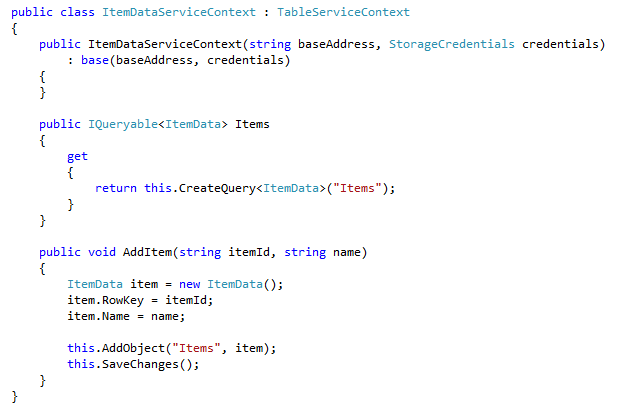 public class ItemDataServiceContext : TableServiceContext
{
    public ItemDataServiceContext(string baseAddress, StorageCredentials credentials)
        : base(baseAddress, credentials)
    {
    }

    public IQueryable<ItemData> Items
    {
        get
        {
            return this.CreateQuery<ItemData>("Items");
        }
    }

    public void AddItem(string itemId, string name)
    {
        ItemData item = new ItemData();
        item.RowKey = itemId;
        item.Name = name;

        this.AddObject("Items", item);
        this.SaveChanges();
    }
}